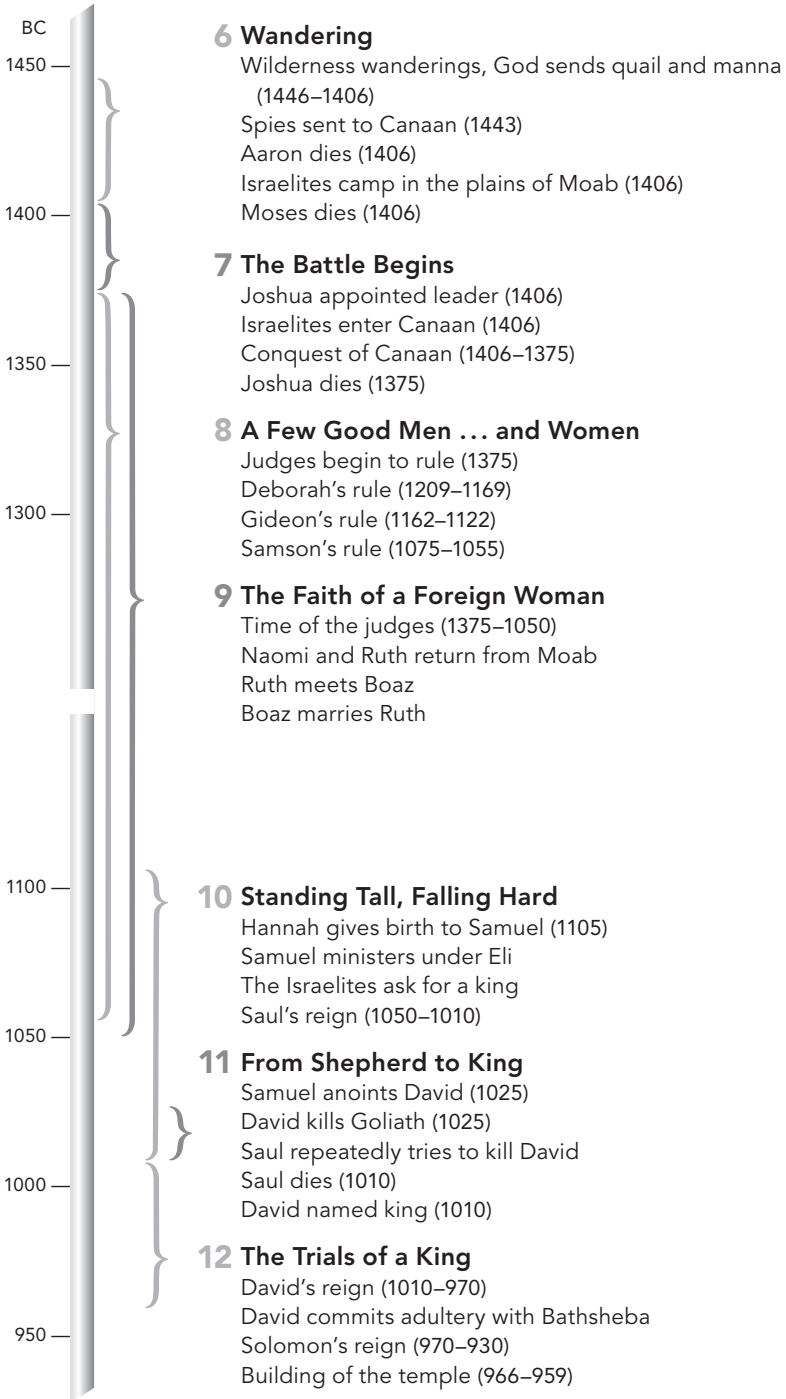 BC
1450
6 Wandering
Wilderness wanderings, God sends quail and manna
(1446–1406)
Spies sent to Canaan (1443)
Aaron dies (1406)
Israelites camp in the plains of Moab (1406)
Moses dies (1406)
1400
7 The Battle Begins
Joshua appointed leader (1406)
Israelites enter Canaan (1406)
Conquest of Canaan (1406–1375)
Joshua dies (1375)
1350
8 A Few Good Men … and Women
Judges begin to rule (1375)
Deborah’s rule (1209–1169)
Gideon’s rule (1162–1122)
Samson’s rule (1075–1055)
1300
9 The Faith of a Foreign Woman
Time of the judges (1375–1050)
Naomi and Ruth return from Moab
Ruth meets Boaz
Boaz marries Ruth
1100
10 Standing Tall, Falling Hard
Hannah gives birth to Samuel (1105)
Samuel ministers under Eli
The Israelites ask for a king
Saul’s reign (1050–1010)
1050
11 From Shepherd to King
Samuel anoints David (1025)
David kills Goliath (1025)
Saul repeatedly tries to kill David
Saul dies (1010)
David named king (1010)
1000
12 The Trials of a King
David’s reign (1010–970)
David commits adultery with Bathsheba
Solomon’s reign (970–930)
Building of the temple (966–959)
950